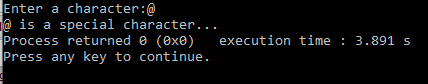 Enter a character:@
@ is a special character...
Process returned 0 (0x0)   execution time : 3.891 s
Press any key to continue.